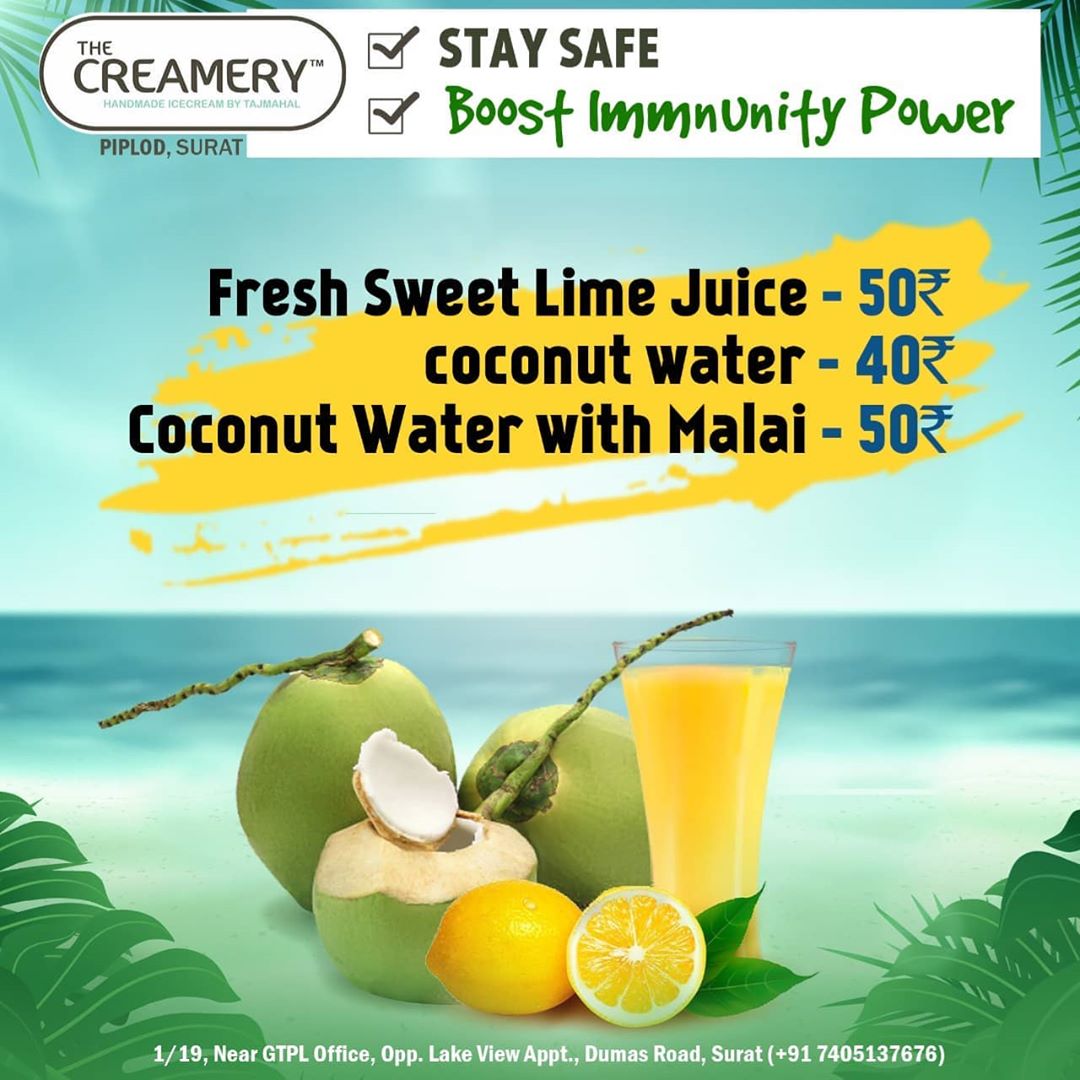 THE
CREAMERY™
HANDMADE ICECREAM BY TAJMAHAL
PIPLOD, SURAT
STAY SAFE
Boost Immnunity Power
Fresh Sweet Lime Juice - 50₹
coconut water - 40₹
Coconut Water with Malai - 50₹
1/19, Near GTPL Office, Opp. Lake View Appt., Dumas Road, Surat (+91 7405137676)